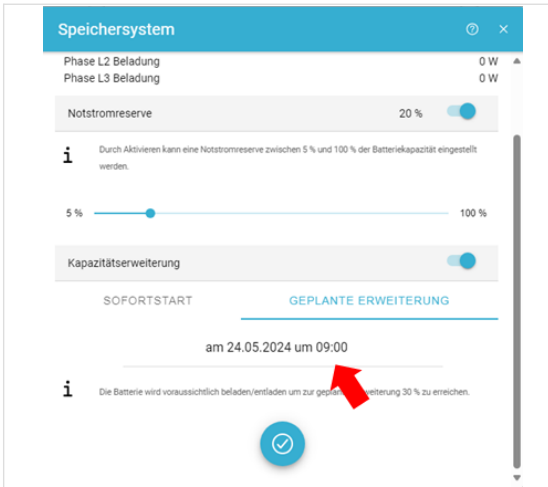 Speichersystem
Phase L2 Beladung 0 W
Phase L3 Beladung 0 W
Notstromreserve 20 %
i Durch Aktivieren kann eine Notstromreserve zwischen 5 % und 100 % der Batteriekapazität eingestellt
werden.
5 % 100 %
Kapazitätserweiterung
SOFORTSTART GEPLANTE ERWEITERUNG
am 24.05.2024 um 09:00
i Die Batterie wird voraussichtlich beladen/entladen um zur 30 % zu erreichen.